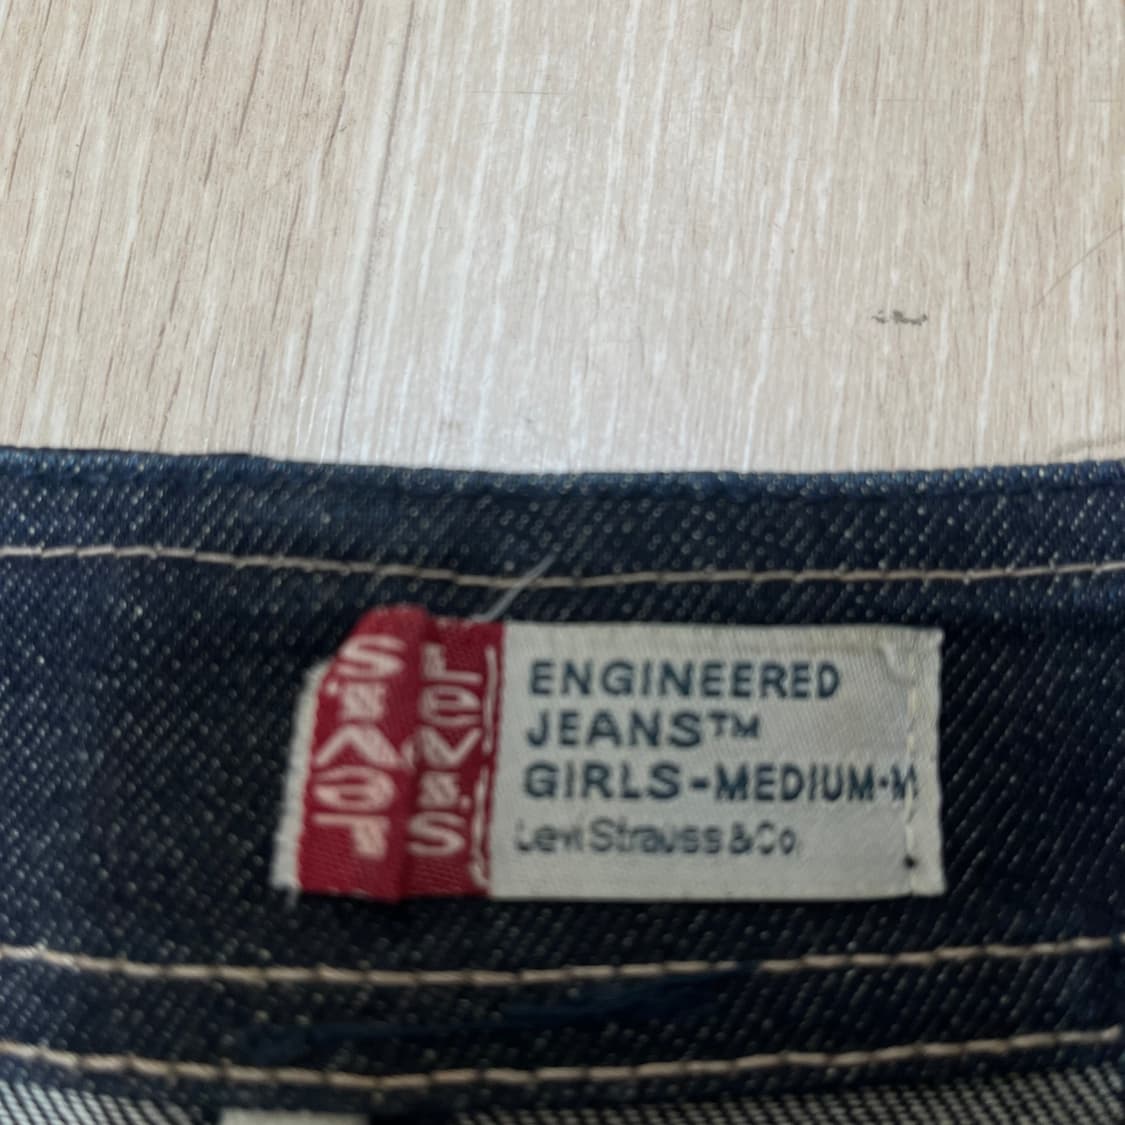 Levi's
Levi's
ENGINEERED
JEANS™
GIRLS-MEDIUM·M
Levi Strauss & Co